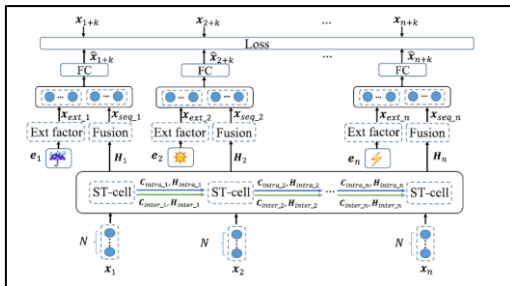 x1+k x2+k ... xn+k
Loss
x̂1+k x̂2+k ... x̂n+k
FC FC FC
... ... ... ... ... ...
xext_1 xseq_1 xext_2 xseq_2 xext_n xseq_n
Ext factor Fusion Ext factor Fusion Ext factor Fusion
e1 H1 e2 H2 en Hn
ST-cell Cintra_1, Hintra_1 ST-cell Cintra_2, Hintra_2 ... Cintra_n, Hintra_n ST-cell
Cinter_1, Hinter_1 Cinter_2, Hinter_2 Cinter_n, Hinter_n
N N N
x1 x2 xn